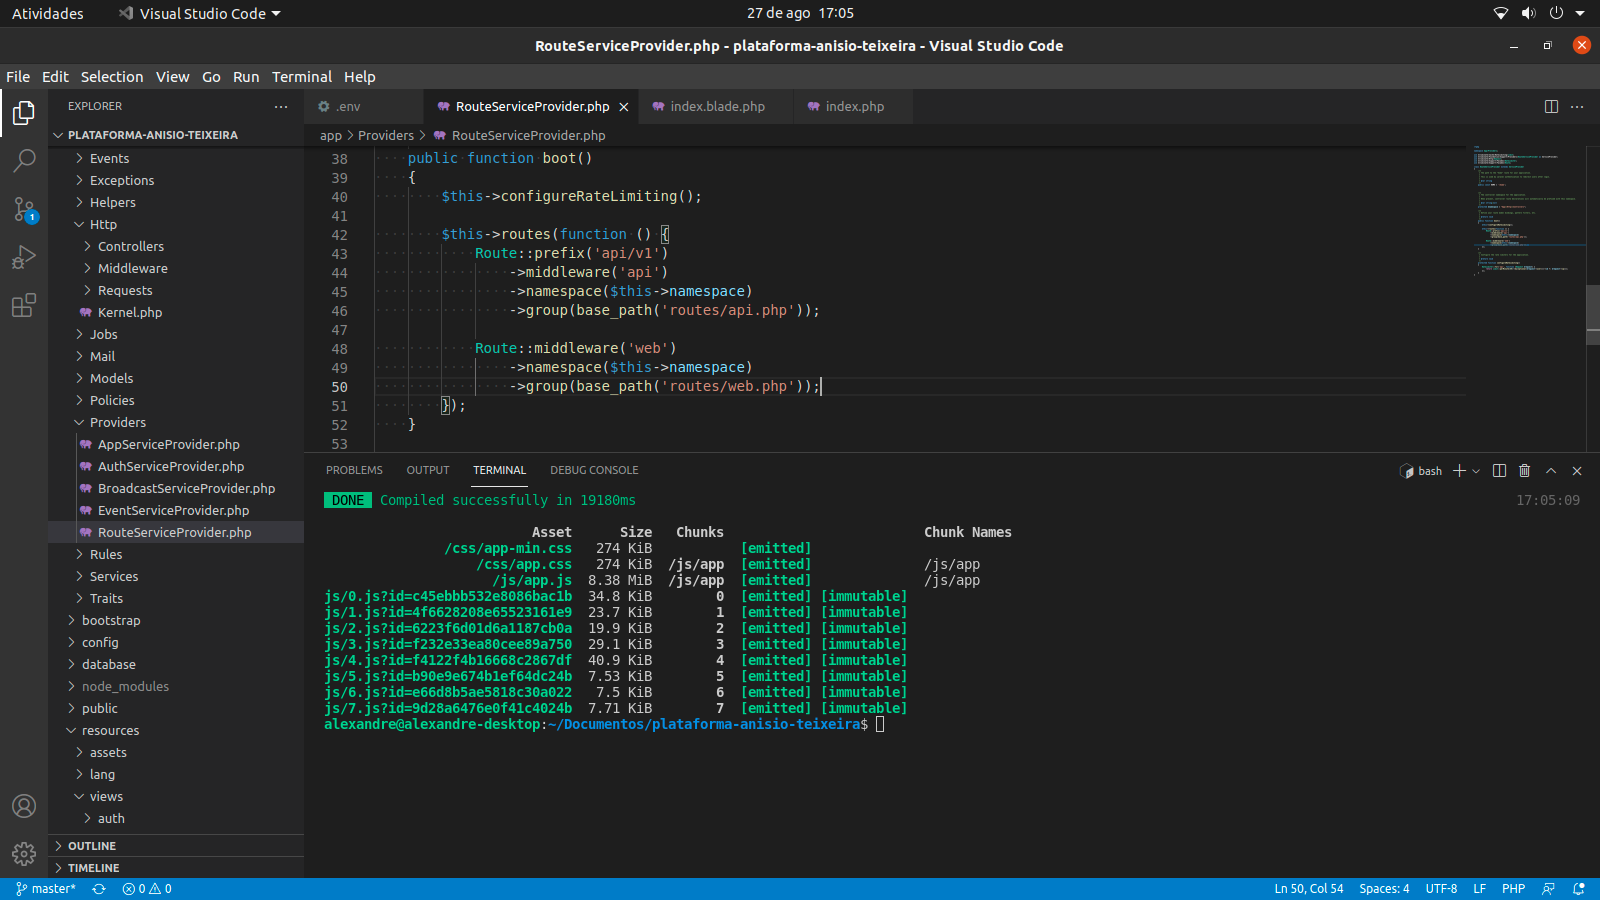 Atividades
Visual Studio Code
27 de ago 17:05
RouteServiceProvider.php - plataforma-anisio-teixeira - Visual Studio Code
File Edit Selection View Go Run Terminal Help
EXPLORER
PLATAFORMA-ANISIO-TEIXEIRA
Events
Exceptions
Helpers
Http
Controllers
Middleware
Requests
Kernel.php
Jobs
Mail
Models
Policies
Providers
AppServiceProvider.php
AuthServiceProvider.php
BroadcastServiceProvider.php
EventServiceProvider.php
RouteServiceProvider.php
Rules
Services
Traits
bootstrap
config
database
node_modules
public
resources
assets
lang
views
auth
OUTLINE
TIMELINE
.env
RouteServiceProvider.php
index.blade.php
index.php
app > Providers > RouteServiceProvider.php
38 public function boot()
39 {
40 $this->configureRateLimiting();
41
42 $this->routes(function () {
43 Route::prefix('api/v1')
44 ->middleware('api')
45 ->namespace($this->namespace)
46 ->group(base_path('routes/api.php'));
47
48 Route::middleware('web')
49 ->namespace($this->namespace)
50 ->group(base_path('routes/web.php'));
51 });
52 }
53
PROBLEMS OUTPUT TERMINAL DEBUG CONSOLE
bash
DONE Compiled successfully in 19180ms 17:05:09
Asset Size Chunks Chunk Names
/css/app-min.css 274 KiB [emitted]
/css/app.css 274 KiB /js/app [emitted] /js/app
/js/app.js 8.38 MiB /js/app [emitted] /js/app
js/0.js?id=c45ebbb532e8086bac1b 34.8 KiB 0 [emitted] [immutable]
js/1.js?id=4f6628208e65523161e9 23.7 KiB 1 [emitted] [immutable]
js/2.js?id=6223f6d01d6a1187cb0a 19.9 KiB 2 [emitted] [immutable]
js/3.js?id=f232e33ea80cee89a750 29.1 KiB 3 [emitted] [immutable]
js/4.js?id=f4122f4b16668c2867df 40.9 KiB 4 [emitted] [immutable]
js/5.js?id=b90e9e674b1ef64dc24b 7.53 KiB 5 [emitted] [immutable]
js/6.js?id=e66d8b5ae5818c30a022 7.5 KiB 6 [emitted] [immutable]
js/7.js?id=9d28a6476e0f41c4024b 7.71 KiB 7 [emitted] [immutable]
alexandre@alexandre-desktop:~/Documentos/plataforma-anisio-teixeira$
1
master* 0 0
Ln 50, Col 54 Spaces: 4 UTF-8 LF PHP